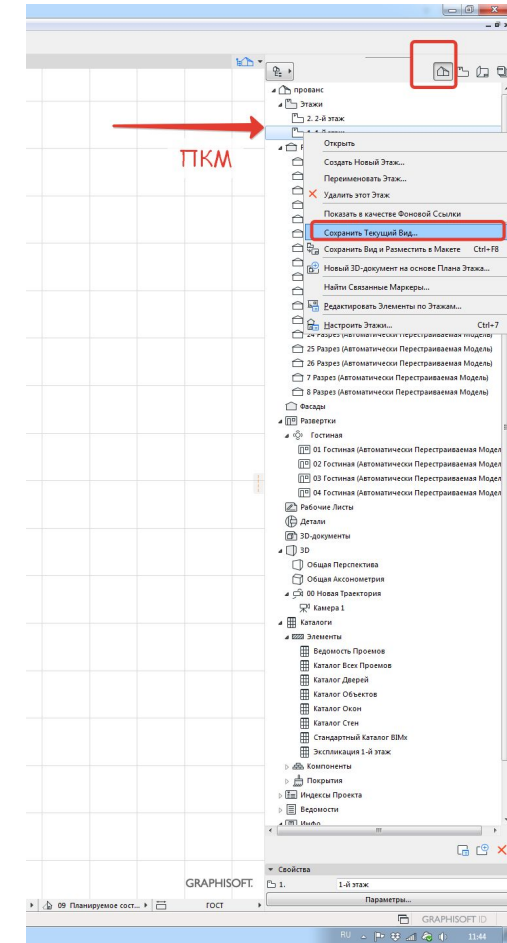 прованс
Этажи
2. 2-й этаж
ПКМ
Открыть
Создать Новый Этаж...
Переименовать Этаж...
Удалить этот Этаж
Показать в качестве Фоновой Ссылки
Сохранить Текущий Вид...
Сохранить Вид и Разместить в Макете Ctrl+F8
Новый 3D-документ на основе Плана Этажа...
Найти Связанные Маркеры...
Редактировать Элементы по Этажам...
Настроить Этажи... Ctrl+7
24 Разрез (Автоматически Перестраиваемая Модель)
25 Разрез (Автоматически Перестраиваемая Модель)
26 Разрез (Автоматически Перестраиваемая Модель)
7 Разрез (Автоматически Перестраиваемая Модель)
8 Разрез (Автоматически Перестраиваемая Модель)
Фасады
Развертки
Гостиная
01 Гостиная (Автоматически Перестраиваемая Модел
02 Гостиная (Автоматически Перестраиваемая Модел
03 Гостиная (Автоматически Перестраиваемая Модел
04 Гостиная (Автоматически Перестраиваемая Модел
Рабочие Листы
Детали
3D-документы
3D
Общая Перспектива
Общая Аксонометрия
00 Новая Траектория
Камера 1
Каталоги
Элементы
Ведомость Проемов
Каталог Всех Проемов
Каталог Дверей
Каталог Объектов
Каталог Окон
Каталог Стен
Стандартный Каталог BIMx
Экспликация 1-й этаж
Компоненты
Покрытия
Индексы Проекта
Ведомости
Инфо
Свойства
GRAPHISOFT.
1. 1-й этаж
09 Планируемое сост... ГОСТ
Параметры...
GRAPHISOFT ID
RU 11:44